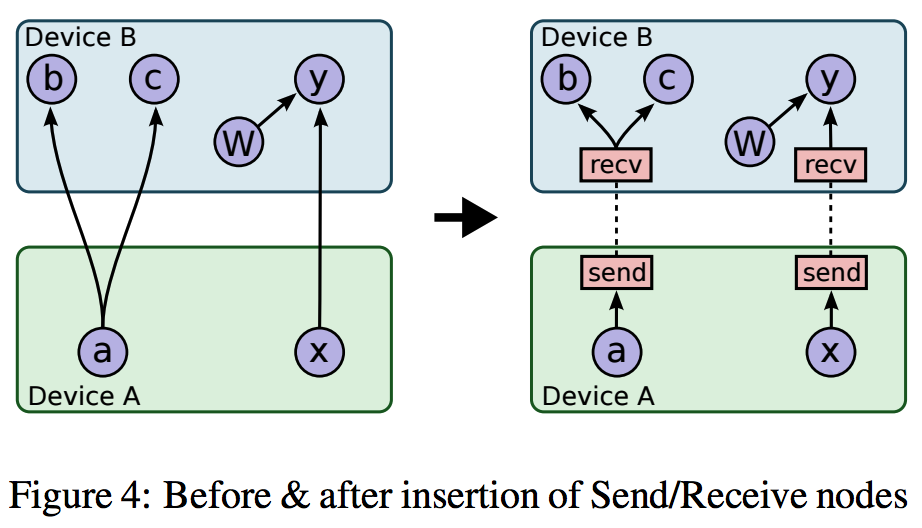 Device B
b
c
y
W
a
x
Device A
Device B
b
c
y
W
recv
recv
send
send
a
x
Device A
Figure 4: Before & after insertion of Send/Receive nodes